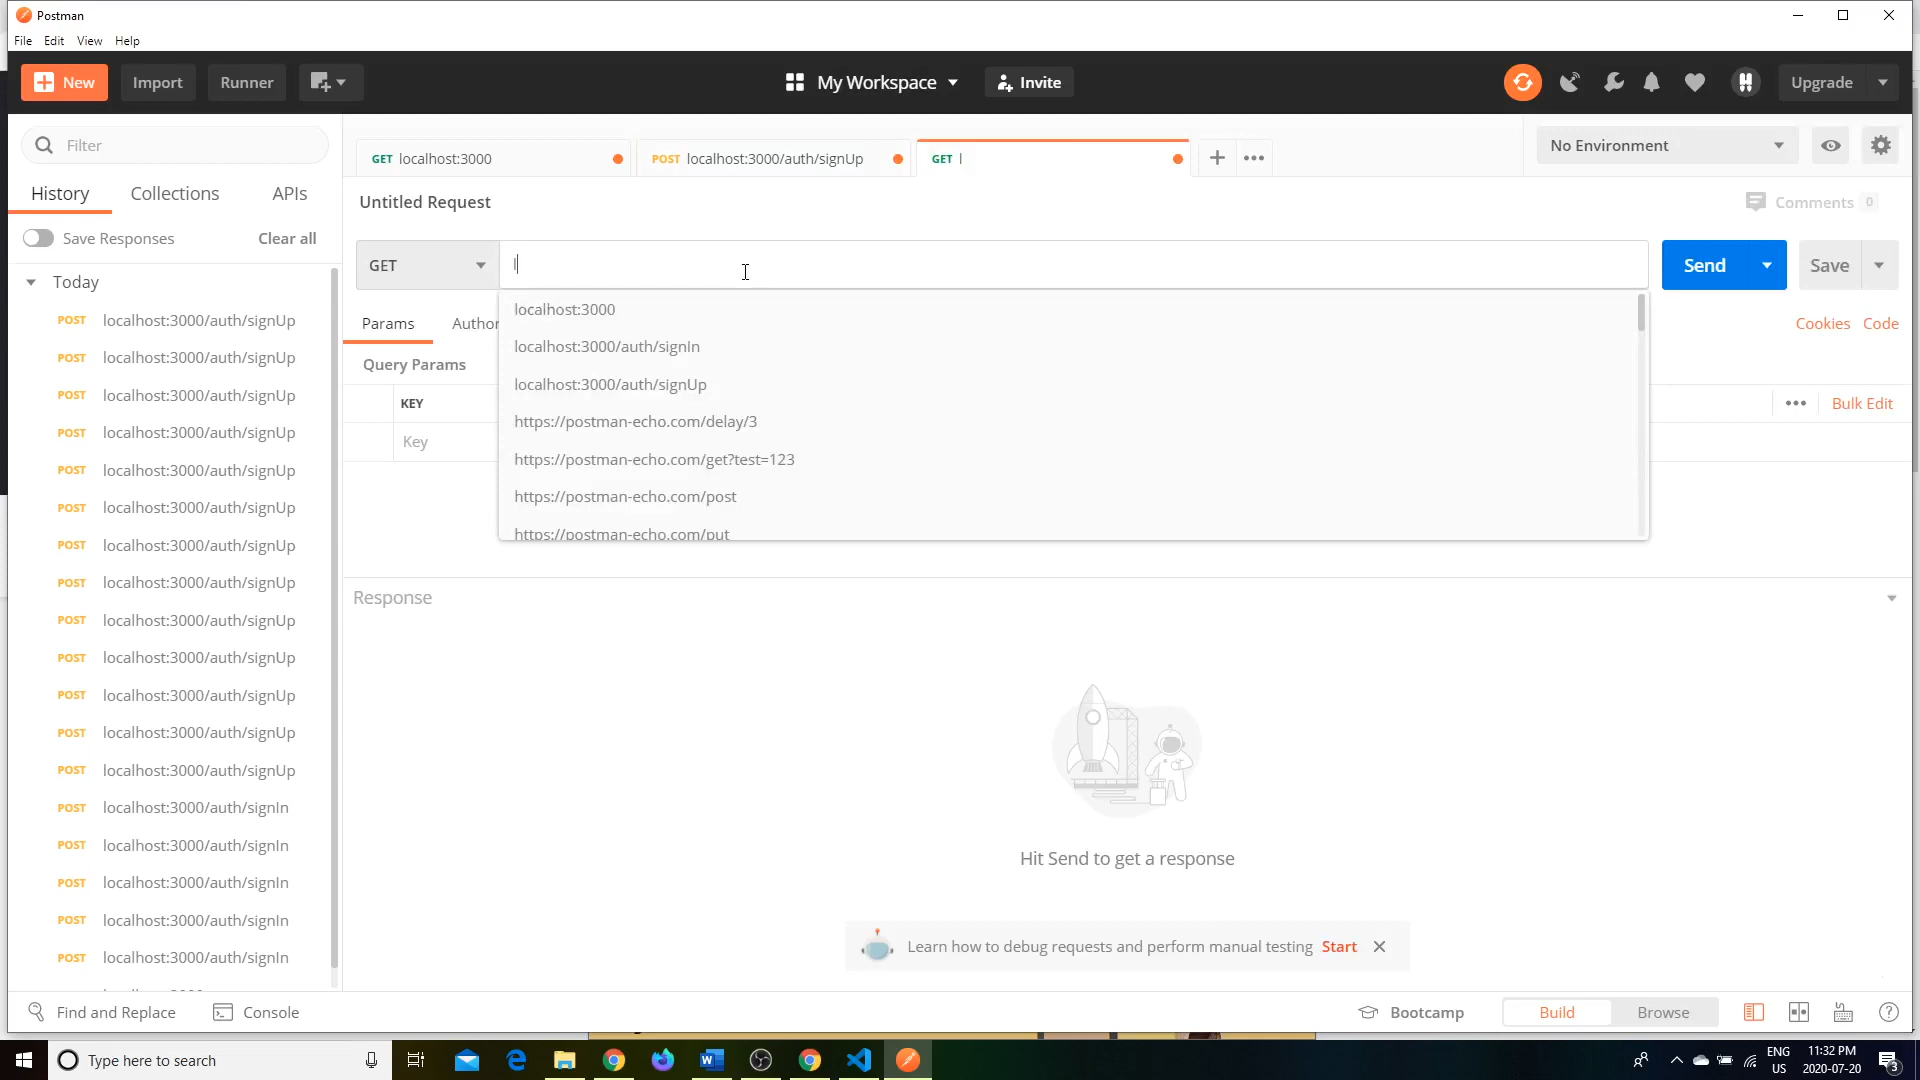 Postman
File Edit View Help
New Import Runner My Workspace Invite Upgrade
Filter
History Collections APIs
Save Responses Clear all
Today
POST localhost:3000/auth/signUp
POST localhost:3000/auth/signUp
POST localhost:3000/auth/signUp
POST localhost:3000/auth/signUp
POST localhost:3000/auth/signUp
POST localhost:3000/auth/signUp
POST localhost:3000/auth/signUp
POST localhost:3000/auth/signUp
POST localhost:3000/auth/signUp
POST localhost:3000/auth/signUp
POST localhost:3000/auth/signUp
POST localhost:3000/auth/signUp
POST localhost:3000/auth/signUp
POST localhost:3000/auth/signIn
POST localhost:3000/auth/signIn
POST localhost:3000/auth/signIn
POST localhost:3000/auth/signIn
POST localhost:3000/auth/signIn
GET localhost:3000 POST localhost:3000/auth/signUp GET l
No Environment
Untitled Request
Comments 0
GET l Send Save
localhost:3000
localhost:3000/auth/signIn
localhost:3000/auth/signUp
https://postman-echo.com/delay/3
https://postman-echo.com/get?test=123
https://postman-echo.com/post
https://postman-echo.com/put
Params Author
Cookies Code
Query Params
KEY
Bulk Edit
Key
Response
Hit Send to get a response
Learn how to debug requests and perform manual testing Start
Find and Replace Console Bootcamp Build Browse
Type here to search
ENG
US
11:32 PM
2020-07-20
3